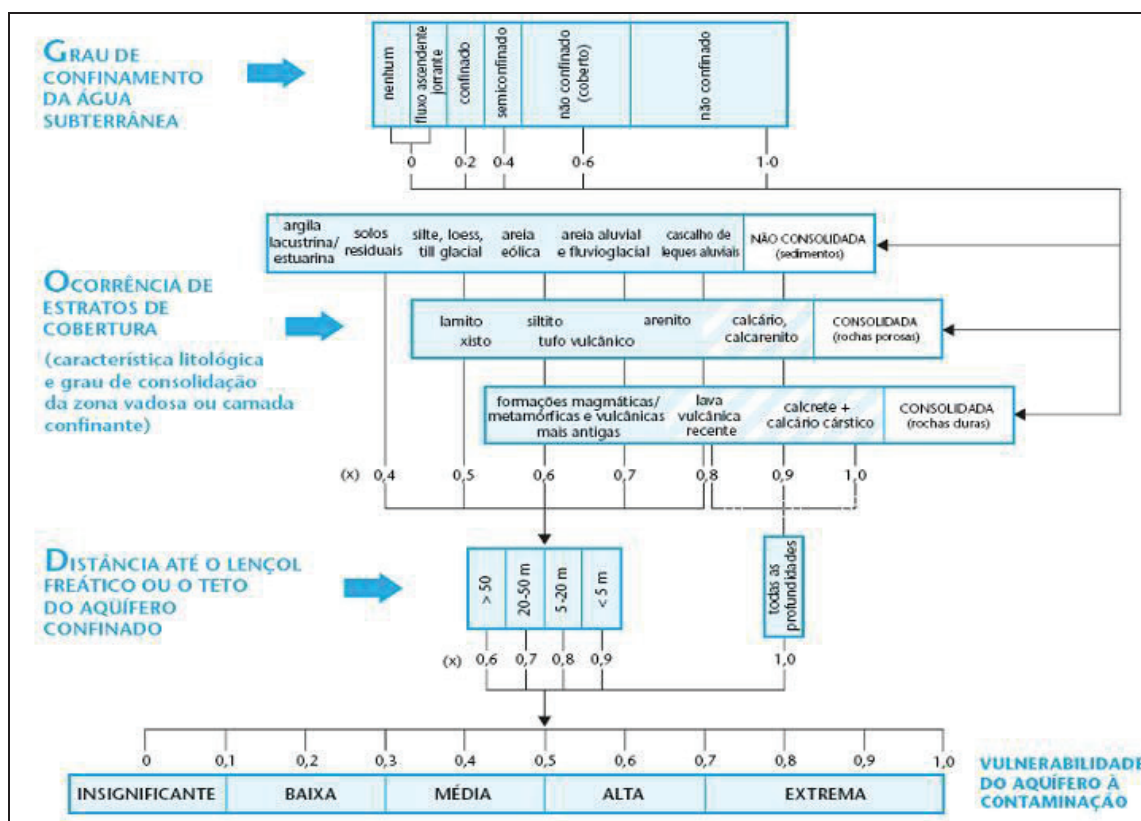 GRAU DE
CONFINAMENTO
DA ÁGUA
SUBTERRÂNEA
nenhum
fluxo ascendente
jorrante
confinado
semiconfinado
não confinado
(coberto)
não confinado
0
0·2
0·4
0·6
1·0
OCORRÊNCIA DE
ESTRATOS DE
COBERTURA
(característica litológica
e grau de consolidação
da zona vadosa ou camada
confinante)
argila
lacustrina/
estuarina
solos
residuais
silte, loess,
till glacial
areia
eólica
areia aluvial
e fluvioglacial
cascalho de
leques aluviais
NÃO CONSOLIDADA
(sedimentos)
lamito
xisto
siltito
tufo vulcânico
arenito
calcário,
calcarenito
CONSOLIDADA
(rochas porosas)
formações magmáticas/
metamórficas e vulcânicas
mais antigas
lava
vulcânica
recente
calcrete +
calcário cárstico
CONSOLIDADA
(rochas duras)
(x) 0,4 0,5 0,6 0,7 0,8 0,9 1,0
DISTÂNCIA ATÉ O LENÇOL
FREÁTICO OU O TETO
DO AQÜÍFERO
CONFINADO
> 50
20-50 m
5-20 m
< 5 m
todas as
profundidades
(x) 0,6 0,7 0,8 0,9 1,0
0 0,1 0,2 0,3 0,4 0,5 0,6 0,7 0,8 0,9 1,0
INSIGNIFICANTE BAIXA MÉDIA ALTA EXTREMA
VULNERABILIDADE
DO AQUÍFERO À
CONTAMINAÇÃO